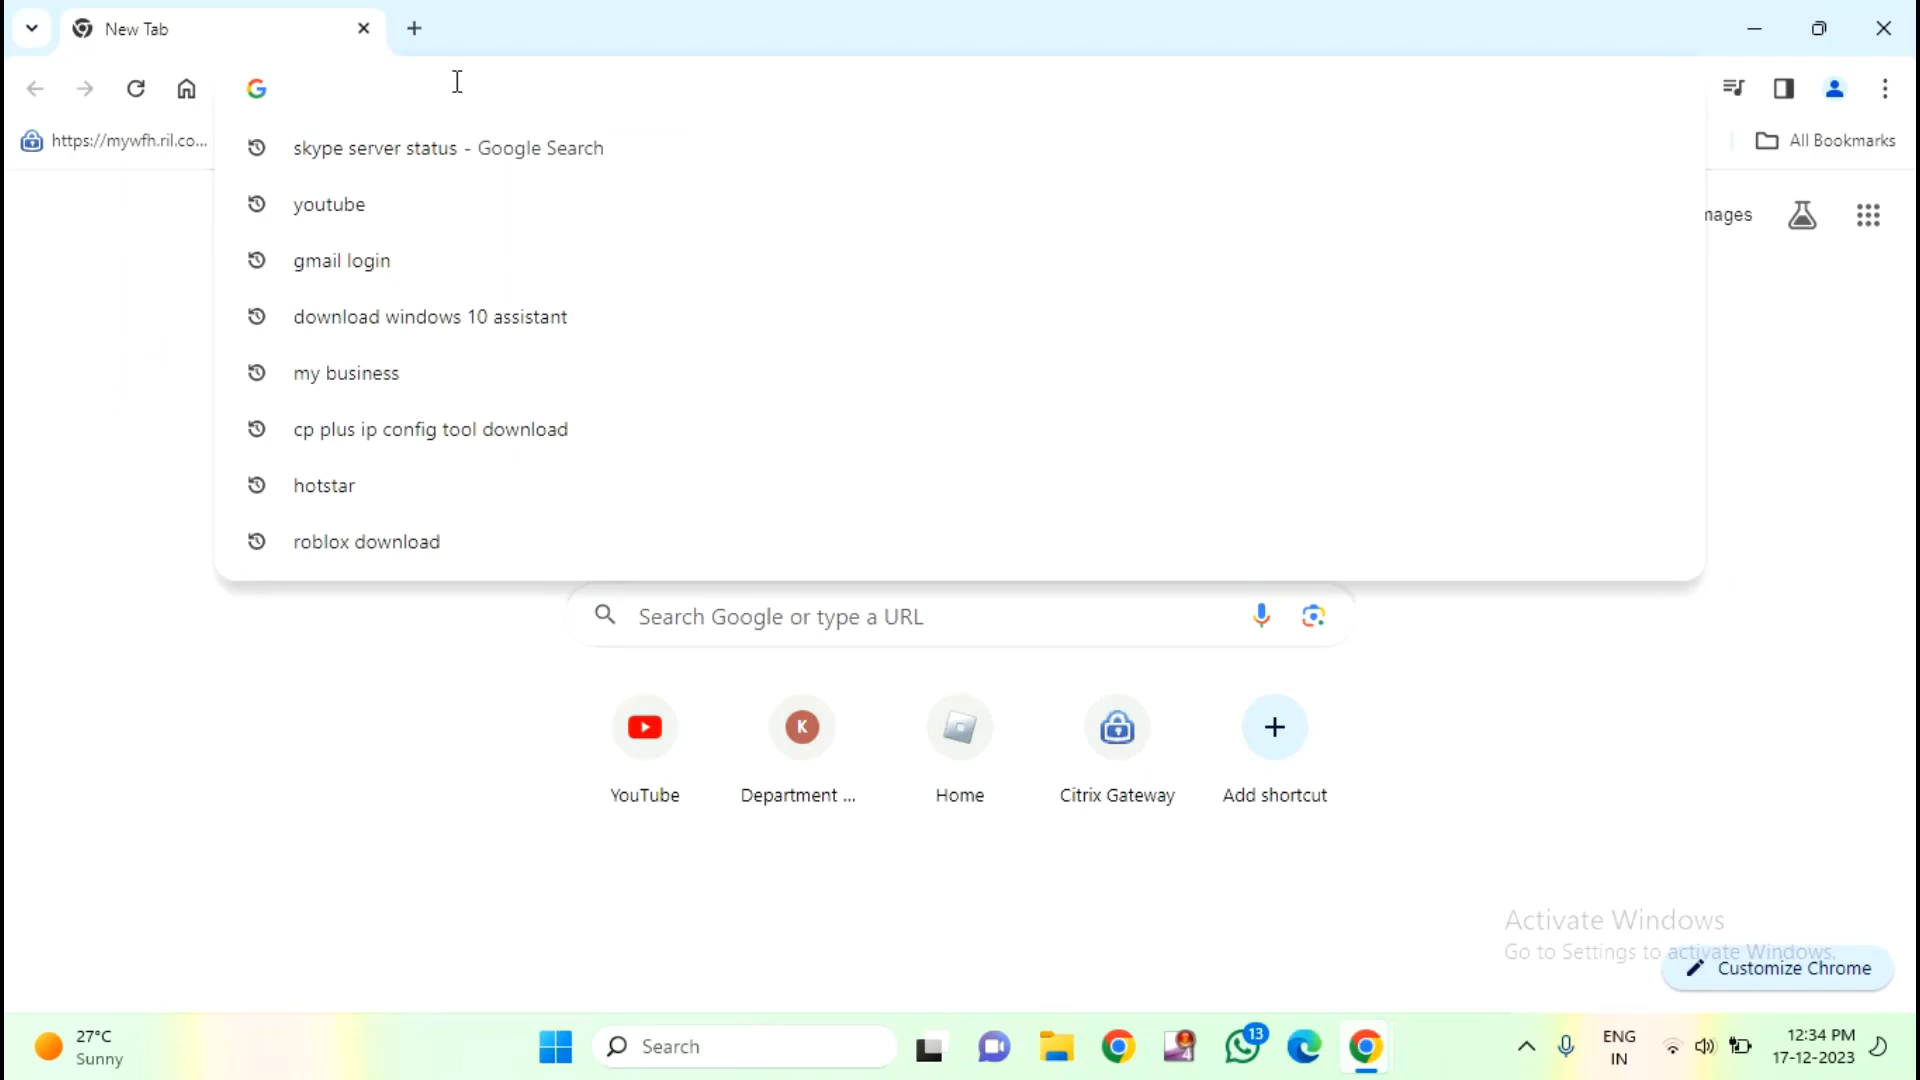 New Tab
https://mywfh.ril.co...
All Bookmarks
skype server status - Google Search
youtube
gmail login
download windows 10 assistant
my business
cp plus ip config tool download
hotstar
roblox download
mages
Search Google or type a URL
K
YouTube
Department ...
Home
Citrix Gateway
Add shortcut
Activate Windows
Go to Settings to activate Windows.
Customize Chrome
27°C
Sunny
Search
4
13
ENG
IN
12:34 PM
17-12-2023